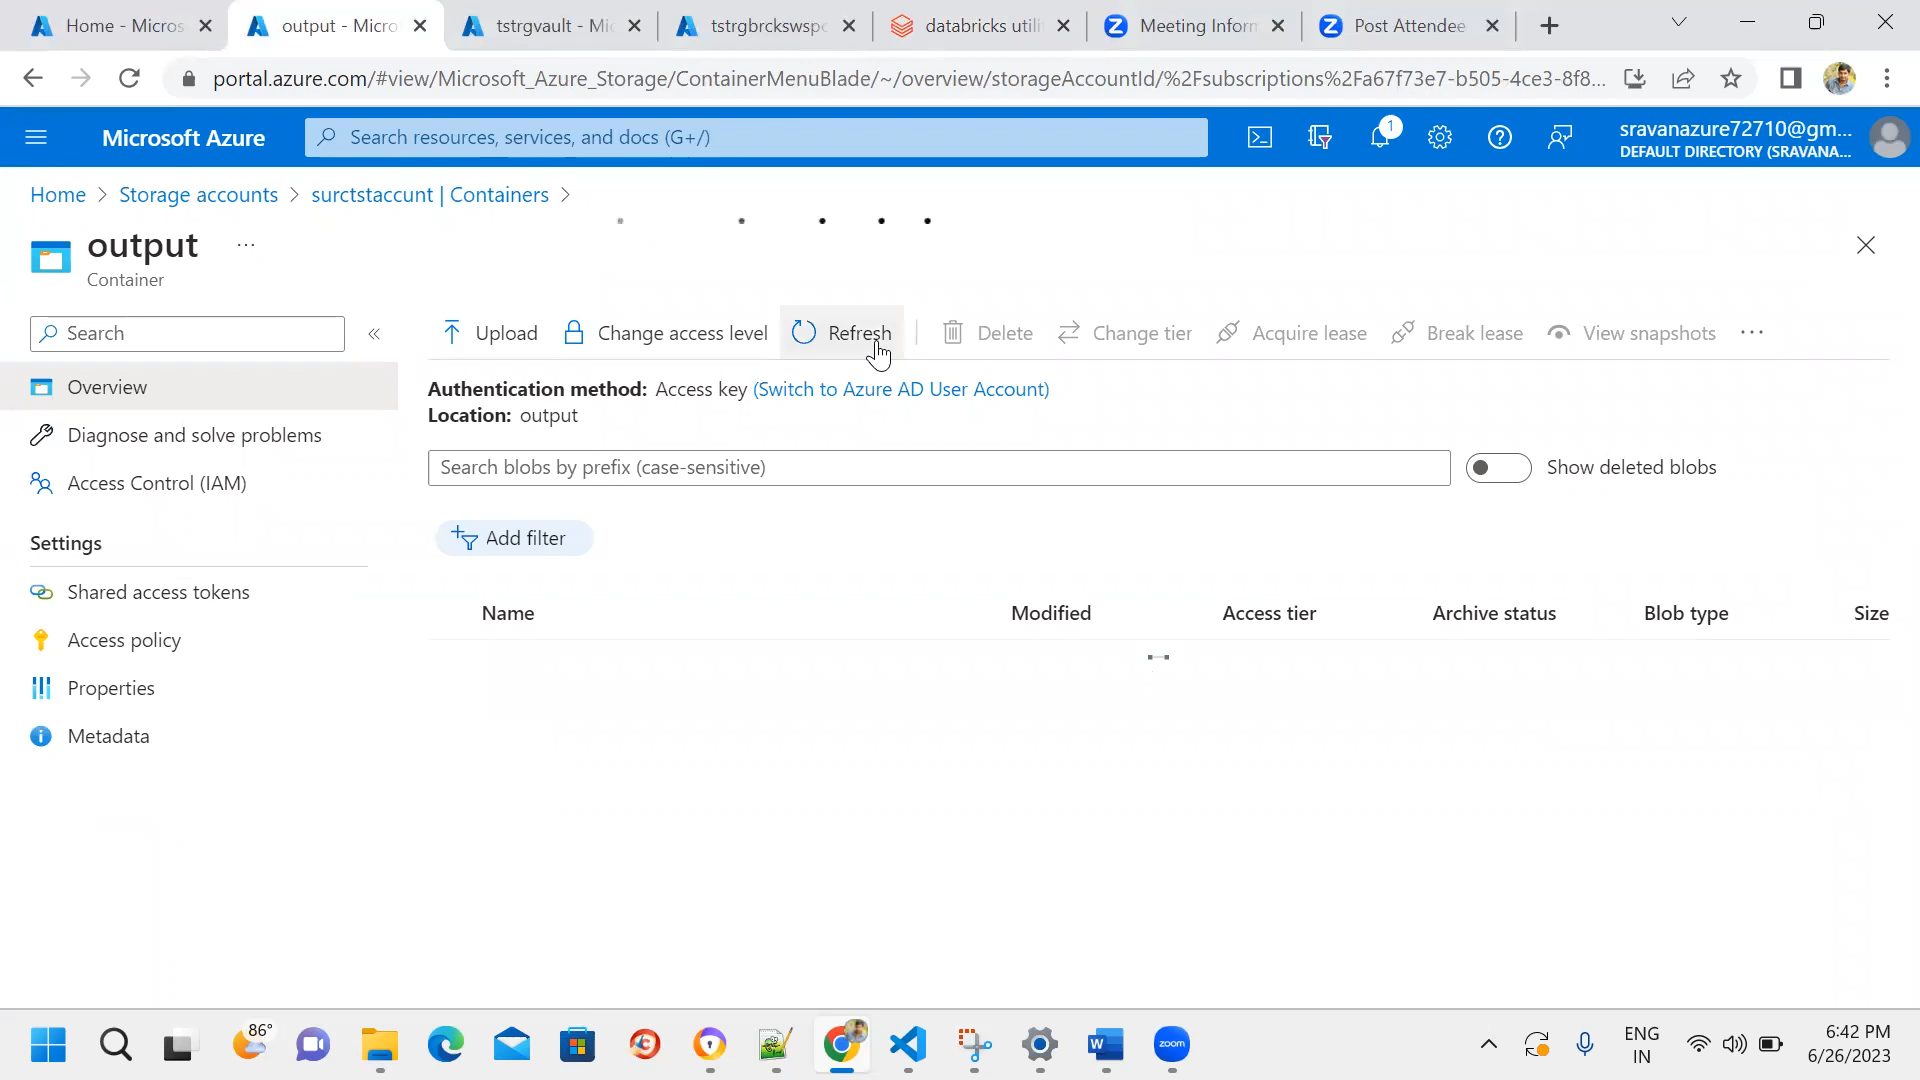 Home - Micros
output - Micro
tstrgvault - Mi
tstrgbrckswspc
databricks utili
Meeting Inform
Post Attendee
portal.azure.com/#view/Microsoft_Azure_Storage/ContainerMenuBlade/~/overview/storageAccountId/%2Fsubscriptions%2Fa67f73e7-b505-4ce3-8f8...
Microsoft Azure
Search resources, services, and docs (G+/)
1
sravanazure72710@gm...
DEFAULT DIRECTORY (SRAVANA...
Home > Storage accounts > surctstaccunt | Containers >
output ...
Container
Search
«
Upload
Change access level
Refresh
Delete
Change tier
Acquire lease
Break lease
View snapshots
...
Overview
Diagnose and solve problems
Access Control (IAM)
Settings
Shared access tokens
Access policy
Properties
Metadata
Authentication method: Access key (Switch to Azure AD User Account)
Location: output
Search blobs by prefix (case-sensitive)
Show deleted blobs
Add filter
Name Modified Access tier Archive status Blob type Size
86°
zoom
ENG
IN
6:42 PM
6/26/2023